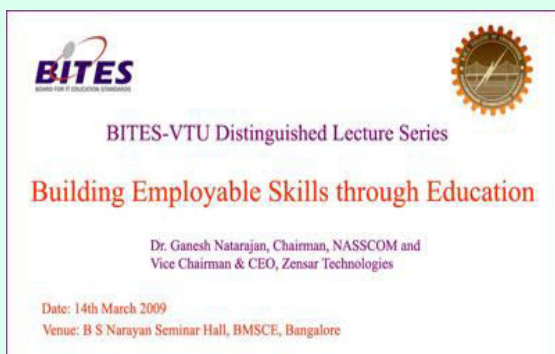 BITES
BOARD FOR IT EDUCATION STANDARDS
BITES-VTU Distinguished Lecture Series
Building Employable Skills through Education
Dr. Ganesh Natarajan, Chairman, NASSCOM and
Vice Chairman & CEO, Zensar Technologies
Date: 14th March 2009
Venue: B S Narayan Seminar Hall, BMSCE, Bangalore